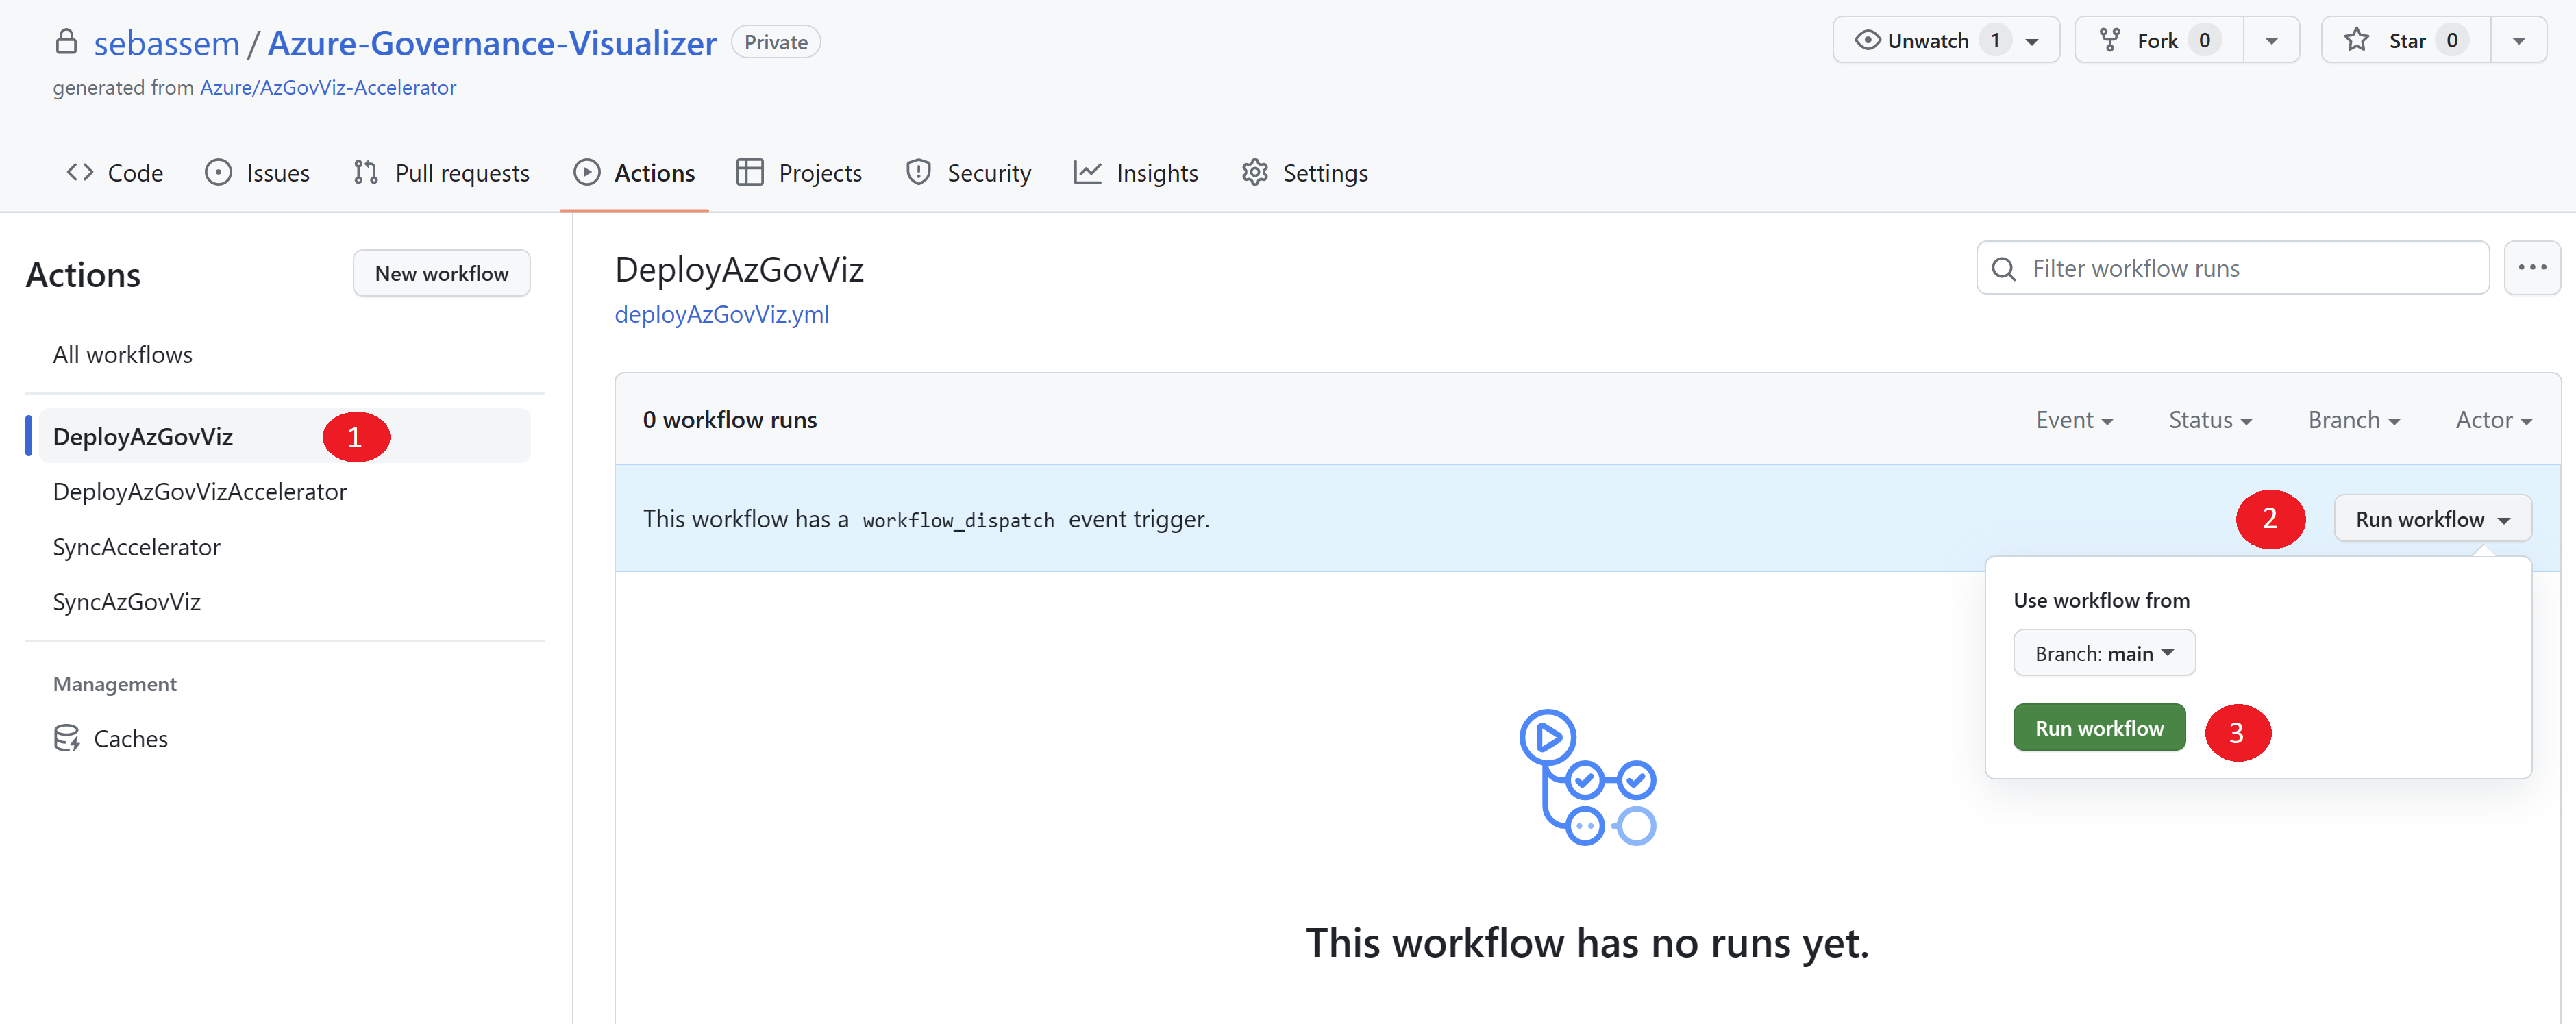 sebassem / Azure-Governance-Visualizer Private
Unwatch 1 Fork 0 Star 0
generated from Azure/AzGovViz-Accelerator
Code Issues Pull requests Actions Projects Security Insights Settings
Actions New workflow
All workflows
DeployAzGovViz 1
DeployAzGovVizAccelerator
SyncAccelerator
SyncAzGovViz
Management
Caches
DeployAzGovViz
deployAzGovViz.yml
Filter workflow runs
0 workflow runs
Event Status Branch Actor
This workflow has a workflow_dispatch event trigger.
2 Run workflow
Use workflow from
Branch: main
Run workflow 3
This workflow has no runs yet.